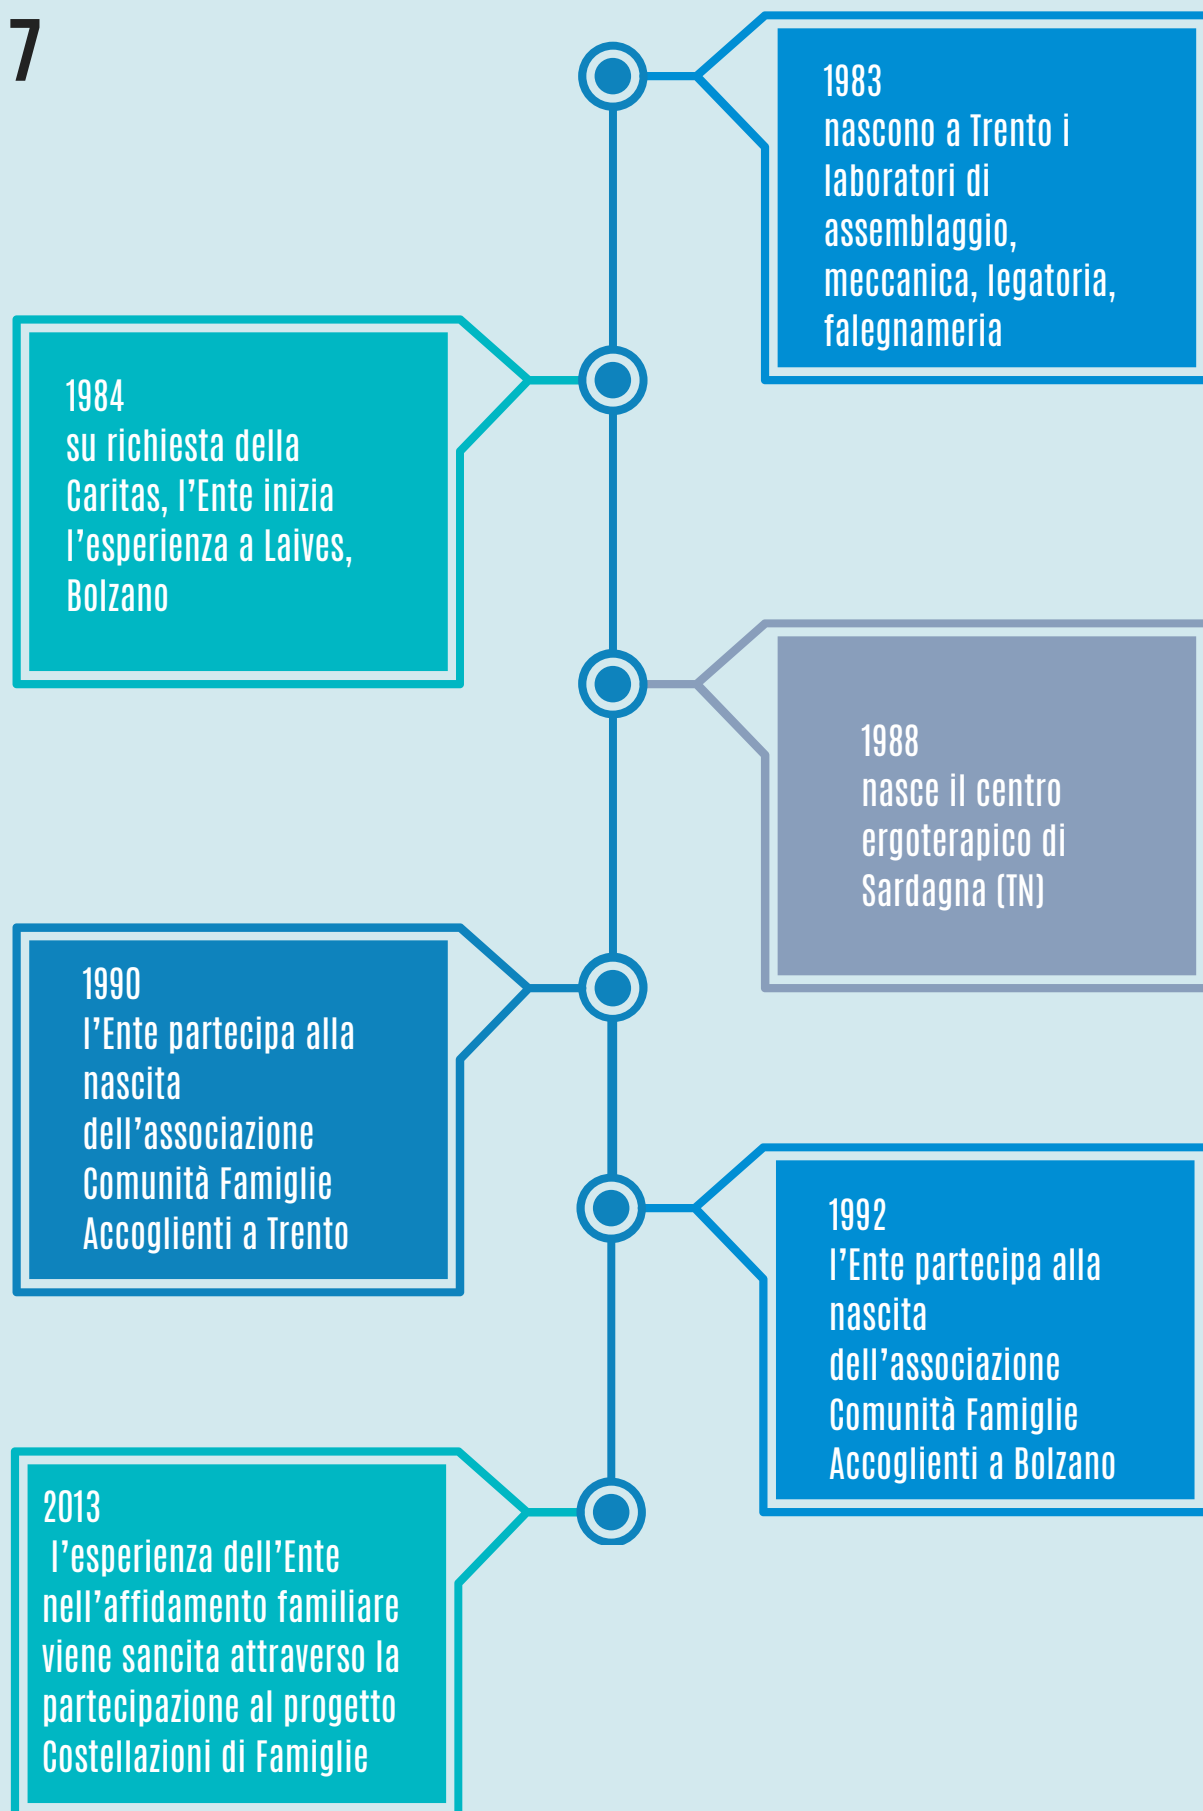 7
1983
nascono a Trento i
laboratori di
assemblaggio,
meccanica, legatoria,
falegnameria
1984
su richiesta della
Caritas, l’Ente inizia
l’esperienza a Laives,
Bolzano
1988
nasce il centro
ergoterapico di
Sardagna (TN)
1990
l’Ente partecipa alla
nascita
dell’associazione
Comunità Famiglie
Accoglienti a Trento
1992
l’Ente partecipa alla
nascita
dell’associazione
Comunità Famiglie
Accoglienti a Bolzano
2013
l’esperienza dell’Ente
nell’affidamento familiare
viene sancita attraverso la
partecipazione al progetto
Costellazioni di Famiglie